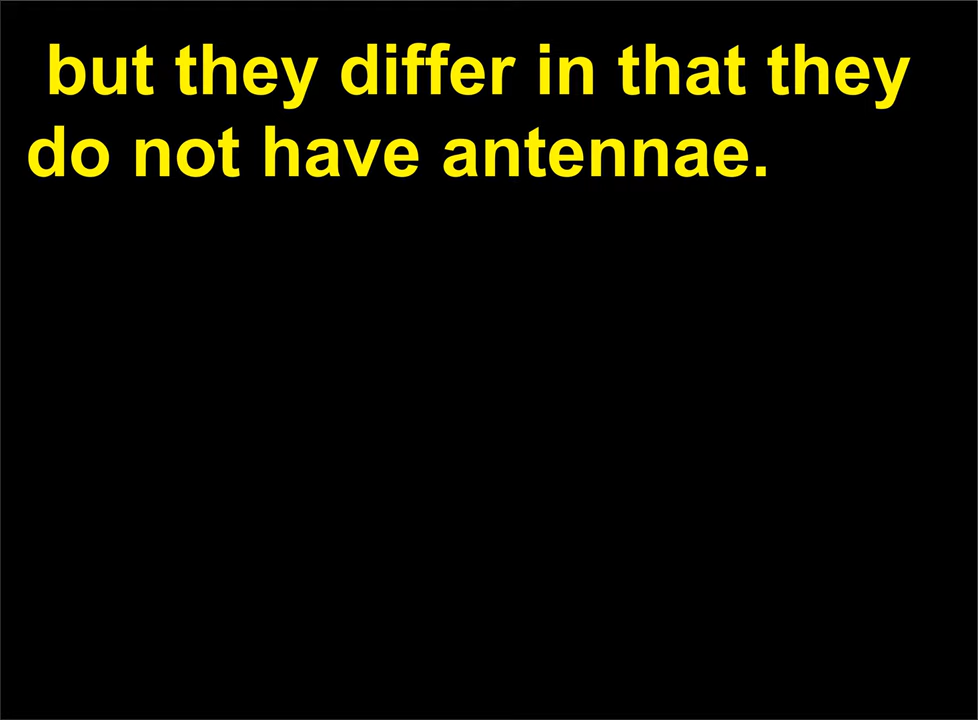 but they differ in that they
do not have antennae.